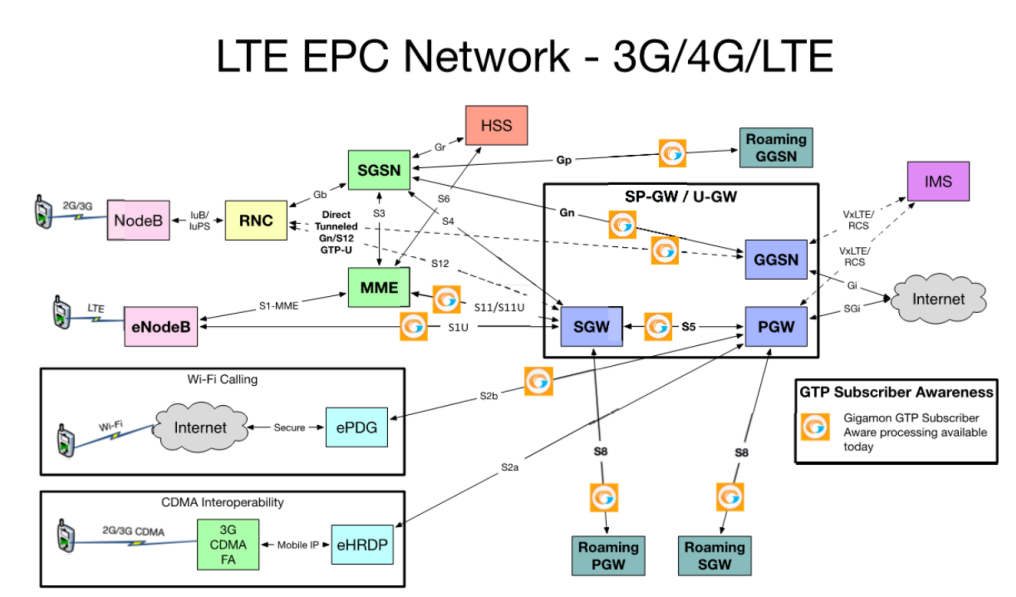 LTE EPC Network - 3G/4G/LTE
HSS
Roaming
GGSN
Gr
Gp
SGSN
IMS
SP-GW / U-GW
2G/3G
NodeB
IuB/
IuPS
RNC
Gb
Direct
Tunneled
Gn/S12
GTP-U
S3
S6
S4
Gn
VxLTE/
RCS
VxLTE/
RCS
GGSN
S12
MME
Gi
Internet
LTE
eNodeB
S1-MME
S11/S11U
S1U
SGW
S5
PGW
SGi
Wi-Fi Calling
Wi-Fi
Internet
Secure
ePDG
S2b
S2a
S8
S8
GTP Subscriber Awareness
Gigamon GTP Subscriber
Aware processing available
today
CDMA Interoperability
2G/3G CDMA
3G
CDMA
FA
Mobile IP
eHRDP
Roaming
PGW
Roaming
SGW